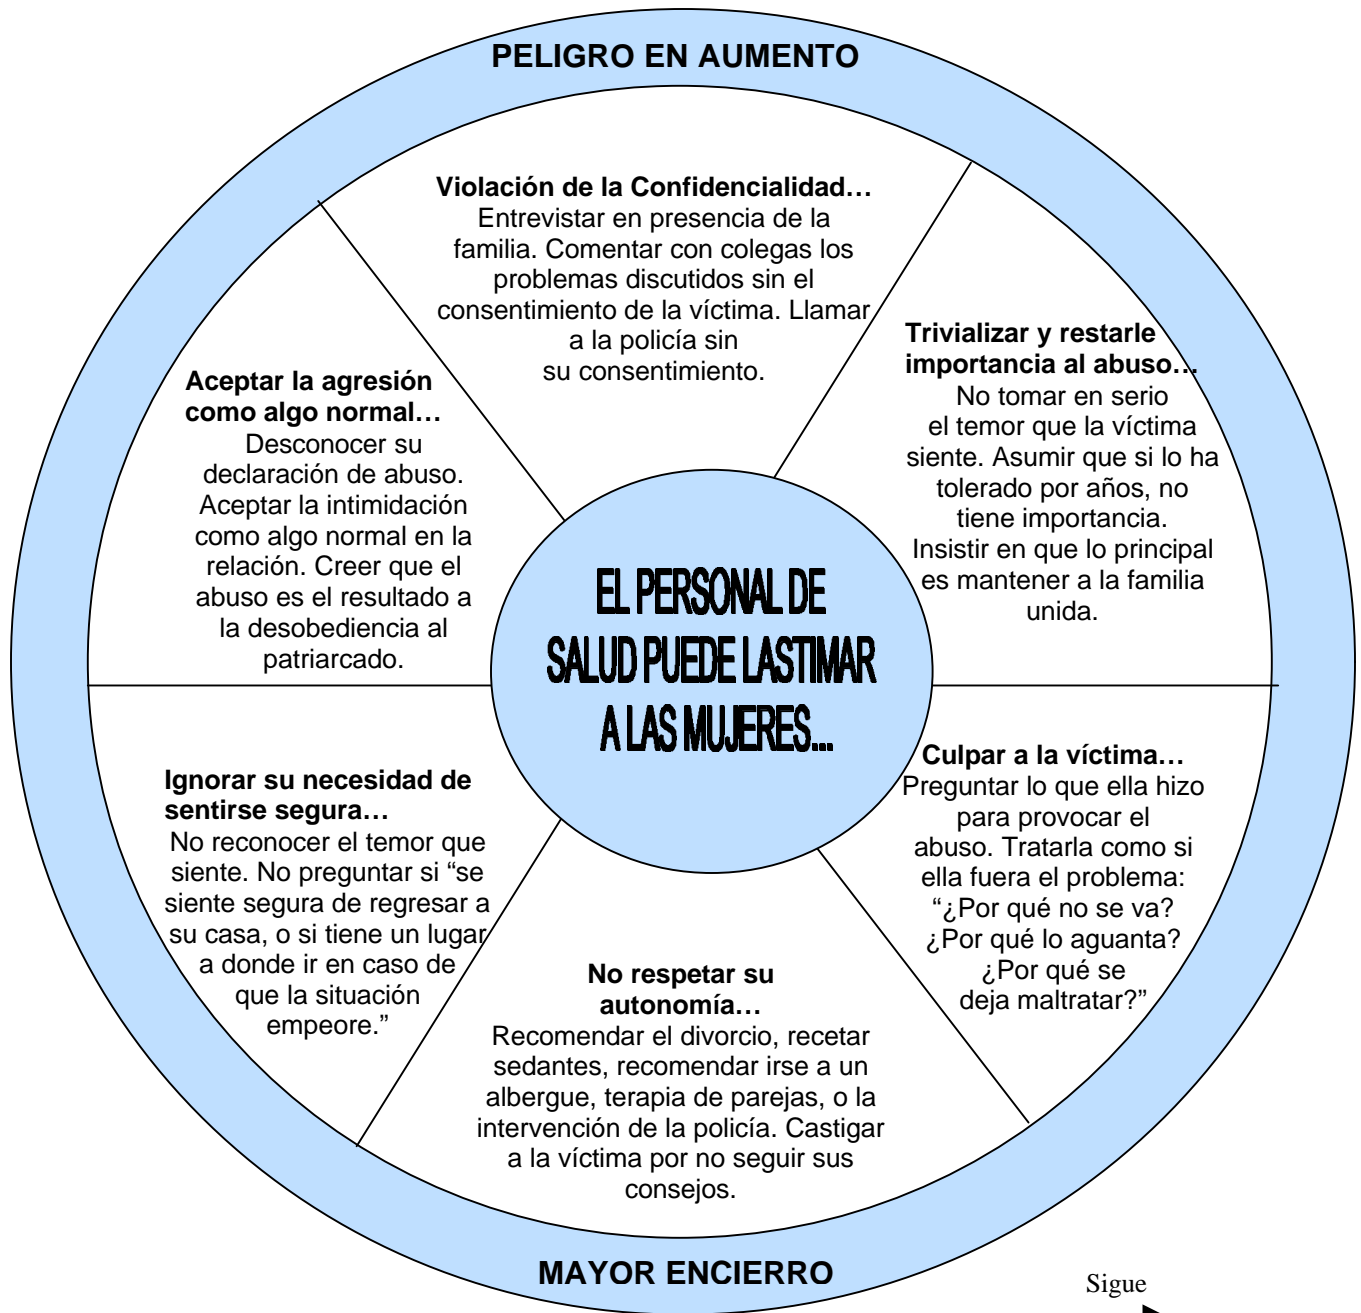 PELIGRO EN AUMENTO
Violación de la Confidencialidad…
Entrevistar en presencia de la
familia. Comentar con colegas los
problemas discutidos sin el
consentimiento de la víctima. Llamar
a la policía sin
su consentimiento.
Trivializar y restarle
importancia al abuso…
No tomar en serio
el temor que la víctima
siente. Asumir que si lo ha
tolerado por años, no
tiene importancia.
Insistir en que lo principal
es mantener a la familia
unida.
Culpar a la víctima…
Preguntar lo que ella hizo
para provocar el
abuso. Tratarla como si
ella fuera el problema:
“¿Por qué no se va?
¿Por qué lo aguanta?
¿Por qué se
deja maltratar?”
No respetar su
autonomía…
Recomendar el divorcio, recetar
sedantes, recomendar irse a un
albergue, terapia de parejas, o la
intervención de la policía. Castigar
a la víctima por no seguir sus
consejos.
Ignorar su necesidad de
sentirse segura…
No reconocer el temor que
siente. No preguntar si “se
siente segura de regresar a
su casa, o si tiene un lugar
a donde ir en caso de
que la situación
empeore.”
Aceptar la agresión
como algo normal…
Desconocer su
declaración de abuso.
Aceptar la intimidación
como algo normal en la
relación. Creer que el
abuso es el resultado a
la desobediencia al
patriarcado.
EL PERSONAL DE
SALUD PUEDE LASTIMAR
A LAS MUJERES...
MAYOR ENCIERRO
Sigue